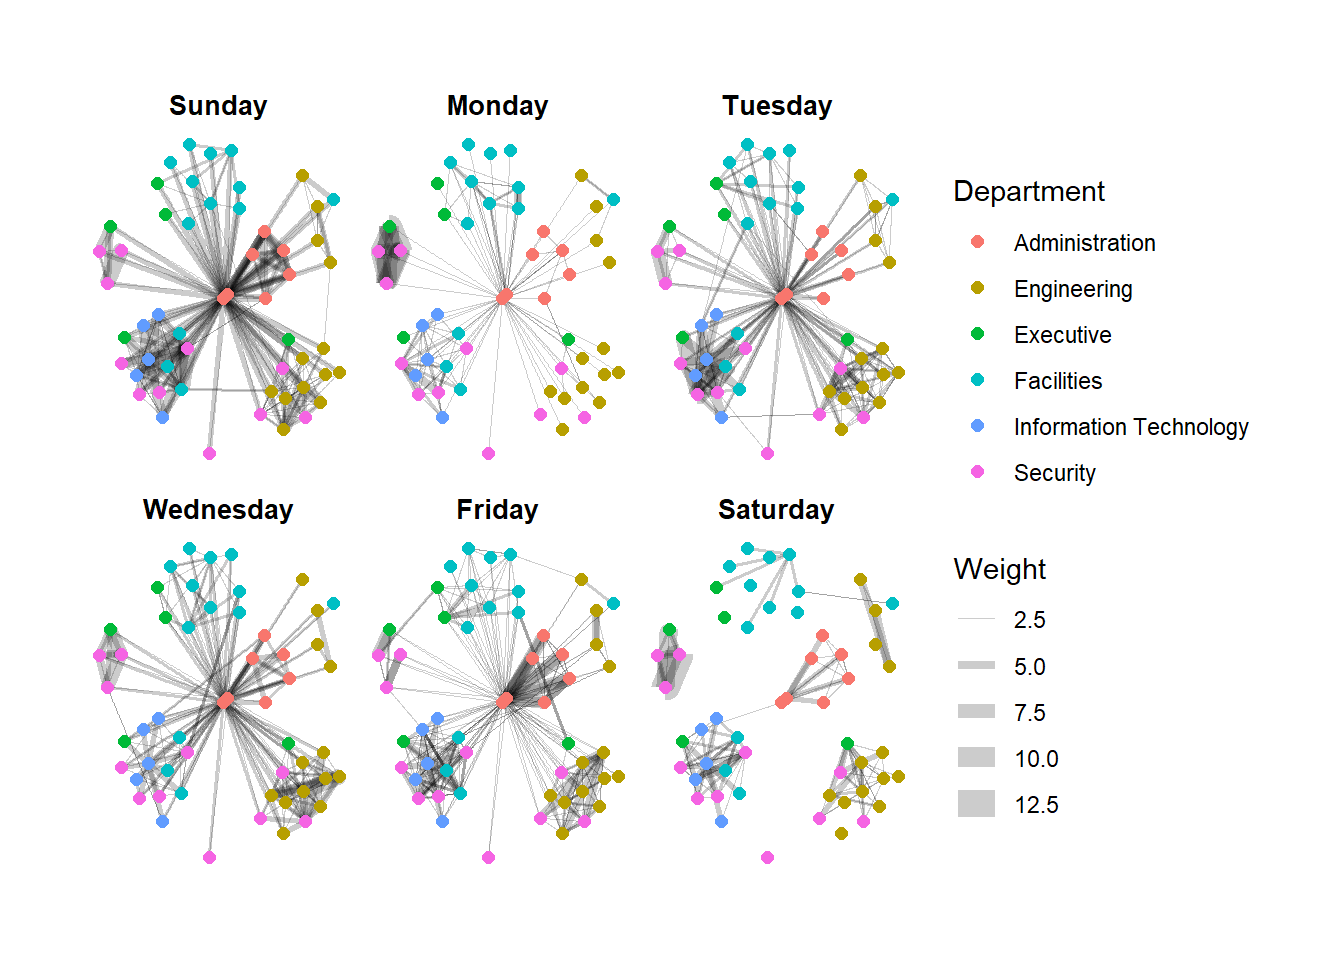 Sunday
Monday
Tuesday
Wednesday
Friday
Saturday
Department
Administration
Engineering
Executive
Facilities
Information Technology
Security
Weight
2.5
5.0
7.5
10.0
12.5